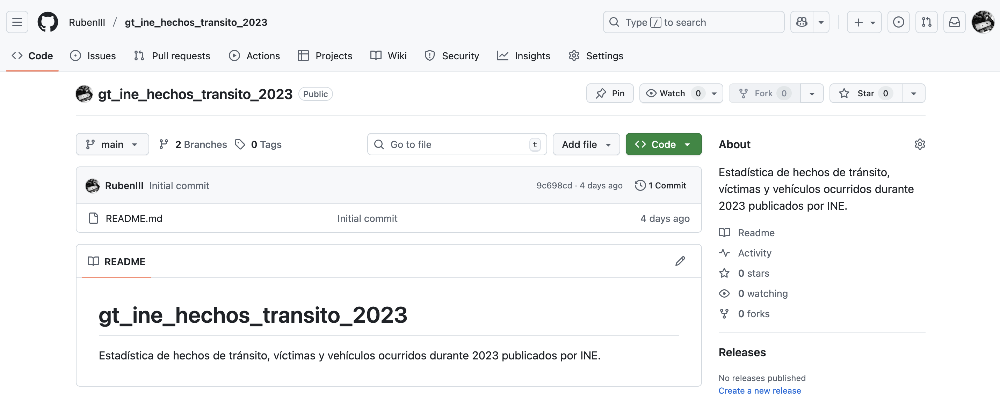 RubenIII / gt_ine_hechos_transito_2023
Type / to search
Code Issues Pull requests Actions Projects Wiki Security Insights Settings
gt_ine_hechos_transito_2023 Public
Pin Watch 0 Fork 0 Star 0
main 2 Branches 0 Tags
Go to file t Add file Code
RubenIII Initial commit 9c698cd · 4 days ago 1 Commit
README.md Initial commit 4 days ago
README
gt_ine_hechos_transito_2023
Estadística de hechos de tránsito, víctimas y vehículos ocurridos durante 2023 publicados por INE.
About
Estadística de hechos de tránsito,
víctimas y vehículos ocurridos durante
2023 publicados por INE.
Readme
Activity
0 stars
0 watching
0 forks
Releases
No releases published
Create a new release